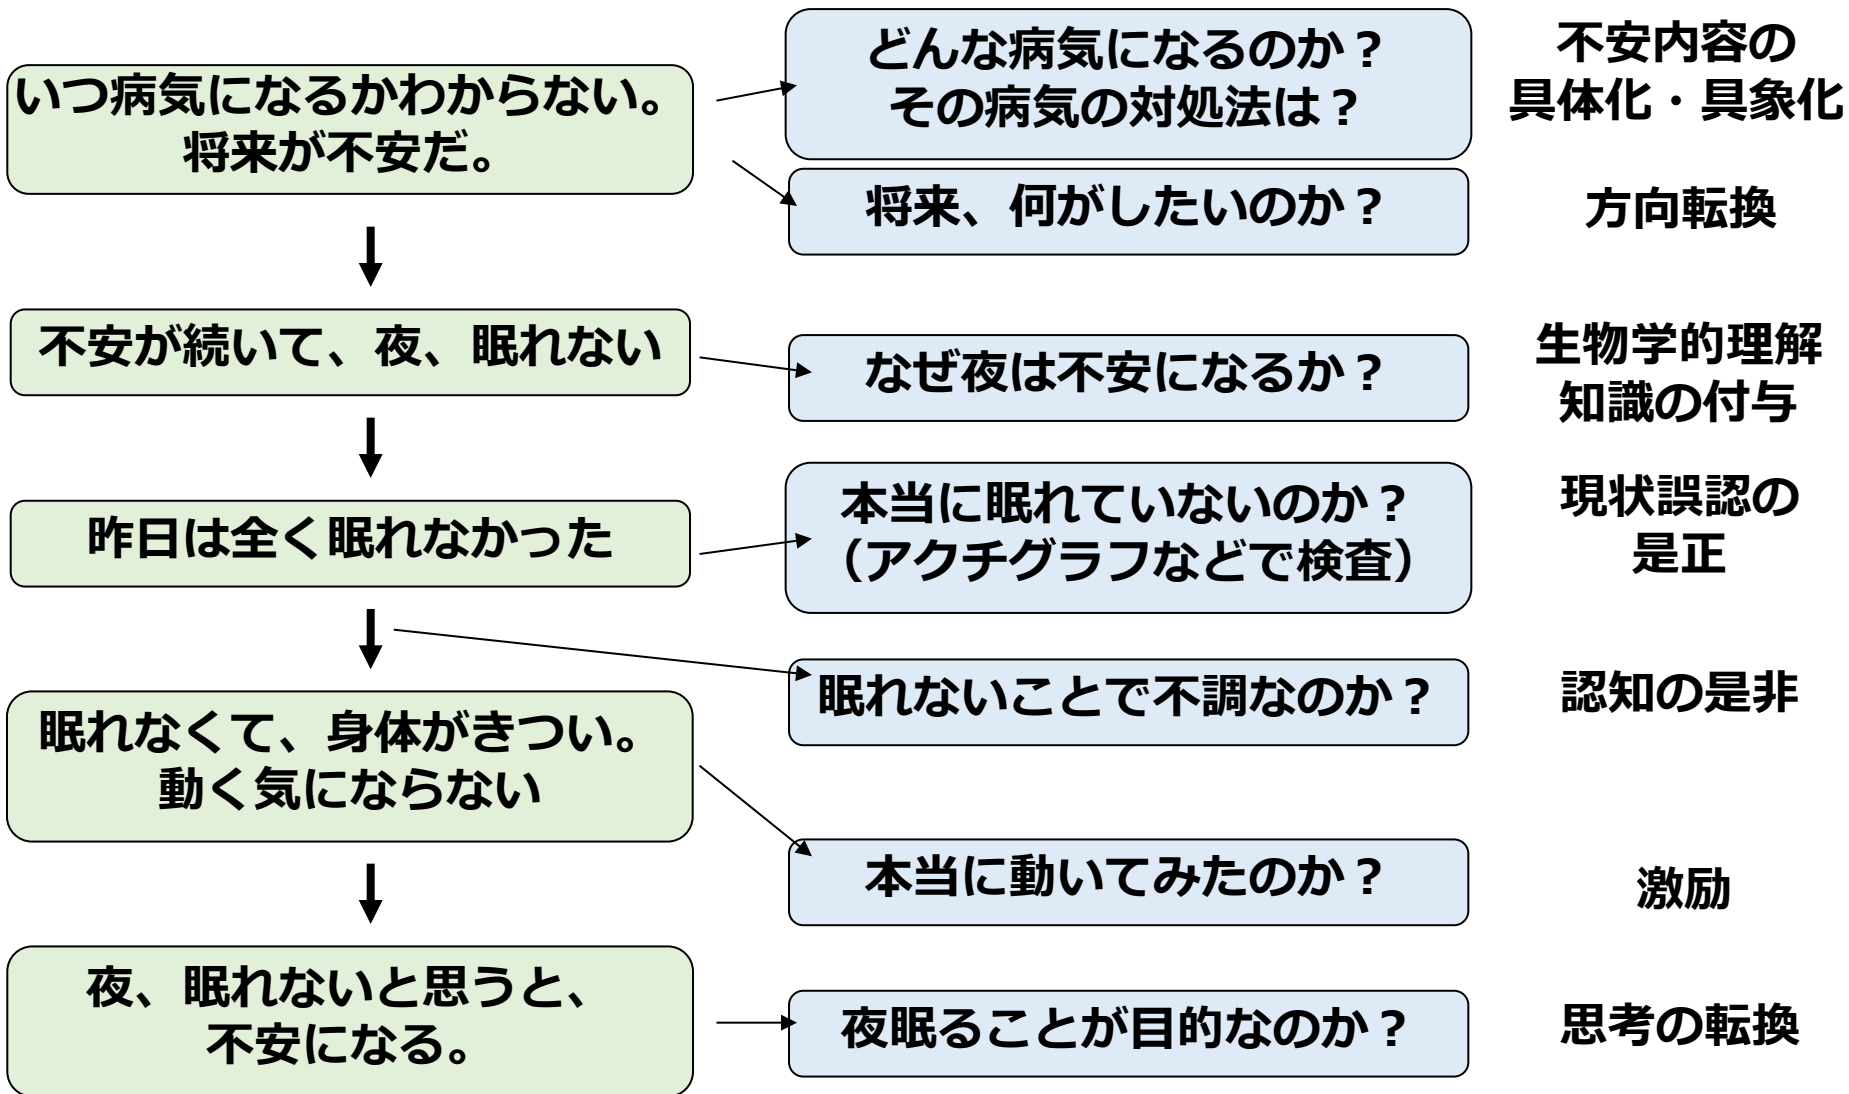 いつ病気になるかわからない。
将来が不安だ。
どんな病気になるのか？
その病気の対処法は？
不安内容の
具体化・具象化
将来、何がしたいのか？
方向転換
不安が続いて、夜、眠れない
なぜ夜は不安になるか？
生物学的理解
知識の付与
昨日は全く眠れなかった
本当に眠れていないのか？
（アクチグラフなどで検査）
現状誤認の
是正
眠れないことで不調なのか？
認知の是非
眠れなくて、身体がきつい。
動く気にならない
本当に動いてみたのか？
激励
夜、眠れないと思うと、
不安になる。
夜眠ることが目的なのか？
思考の転換